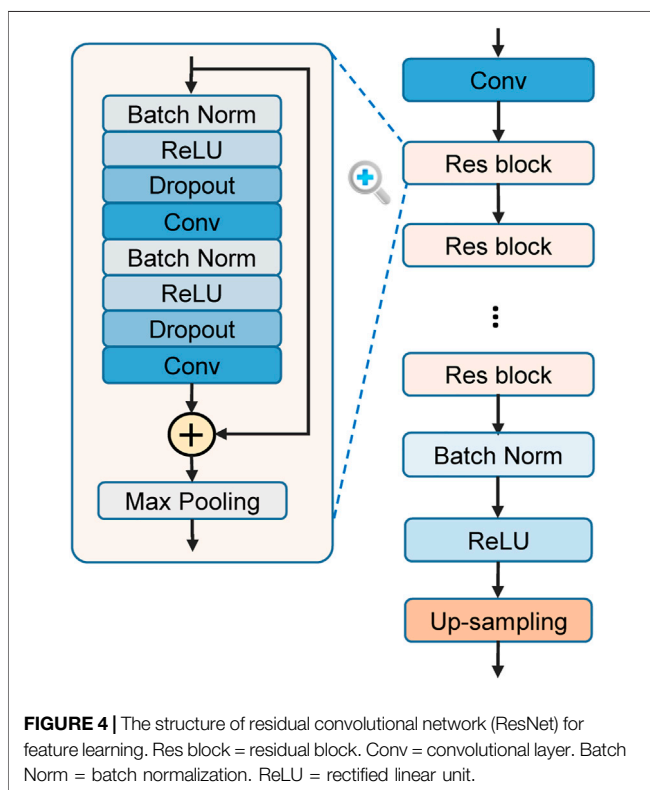 Batch Norm
ReLU
Dropout
Conv
Batch Norm
ReLU
Dropout
Conv
+
Max Pooling
Conv
Res block
Res block
⋮
Res block
Batch Norm
ReLU
Up-sampling
FIGURE 4 | The structure of residual convolutional network (ResNet) for
feature learning. Res block = residual block. Conv = convolutional layer. Batch
Norm = batch normalization. ReLU = rectified linear unit.